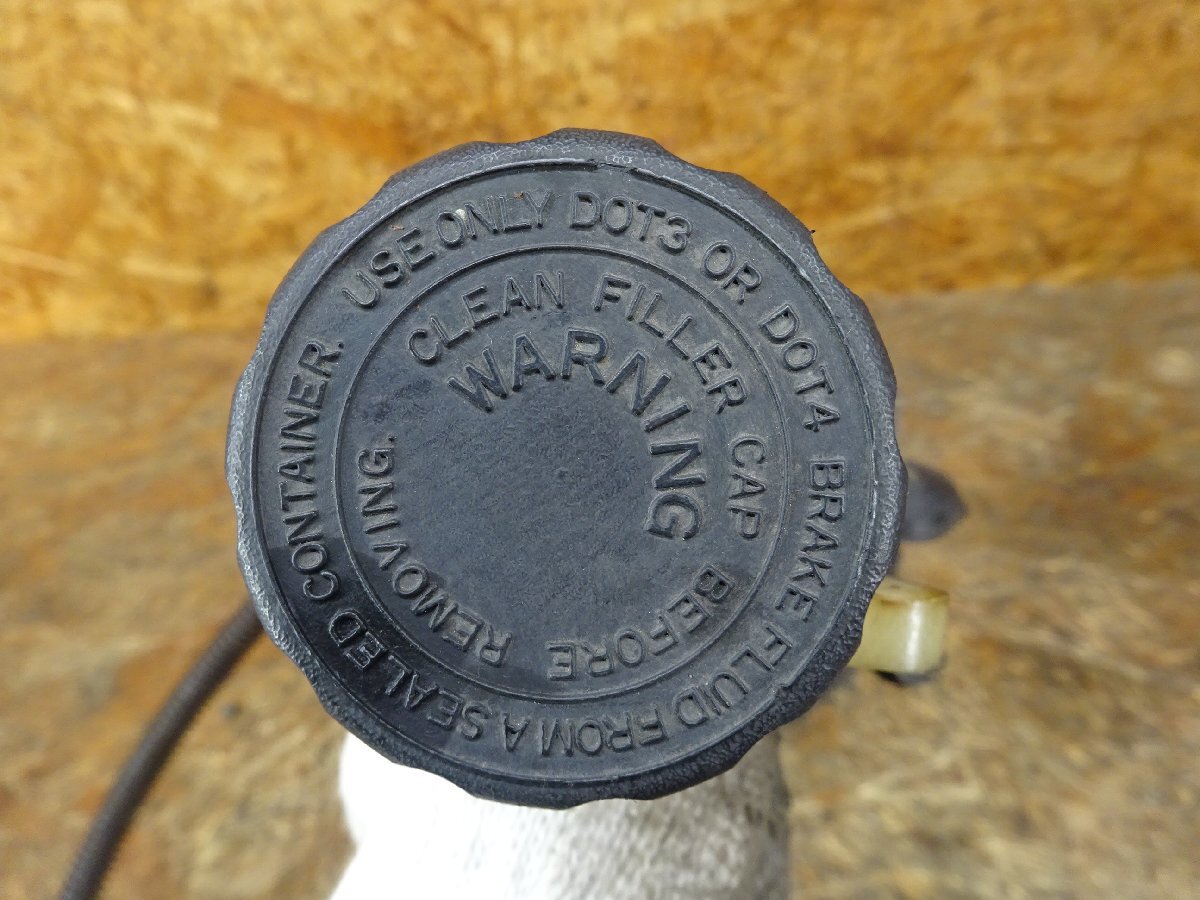 WARNING
CLEAN FILLER CAP BEFORE REMOVING.
USE ONLY DOT3 OR DOT4 BRAKE FLUID FROM A SEALED CONTAINER.